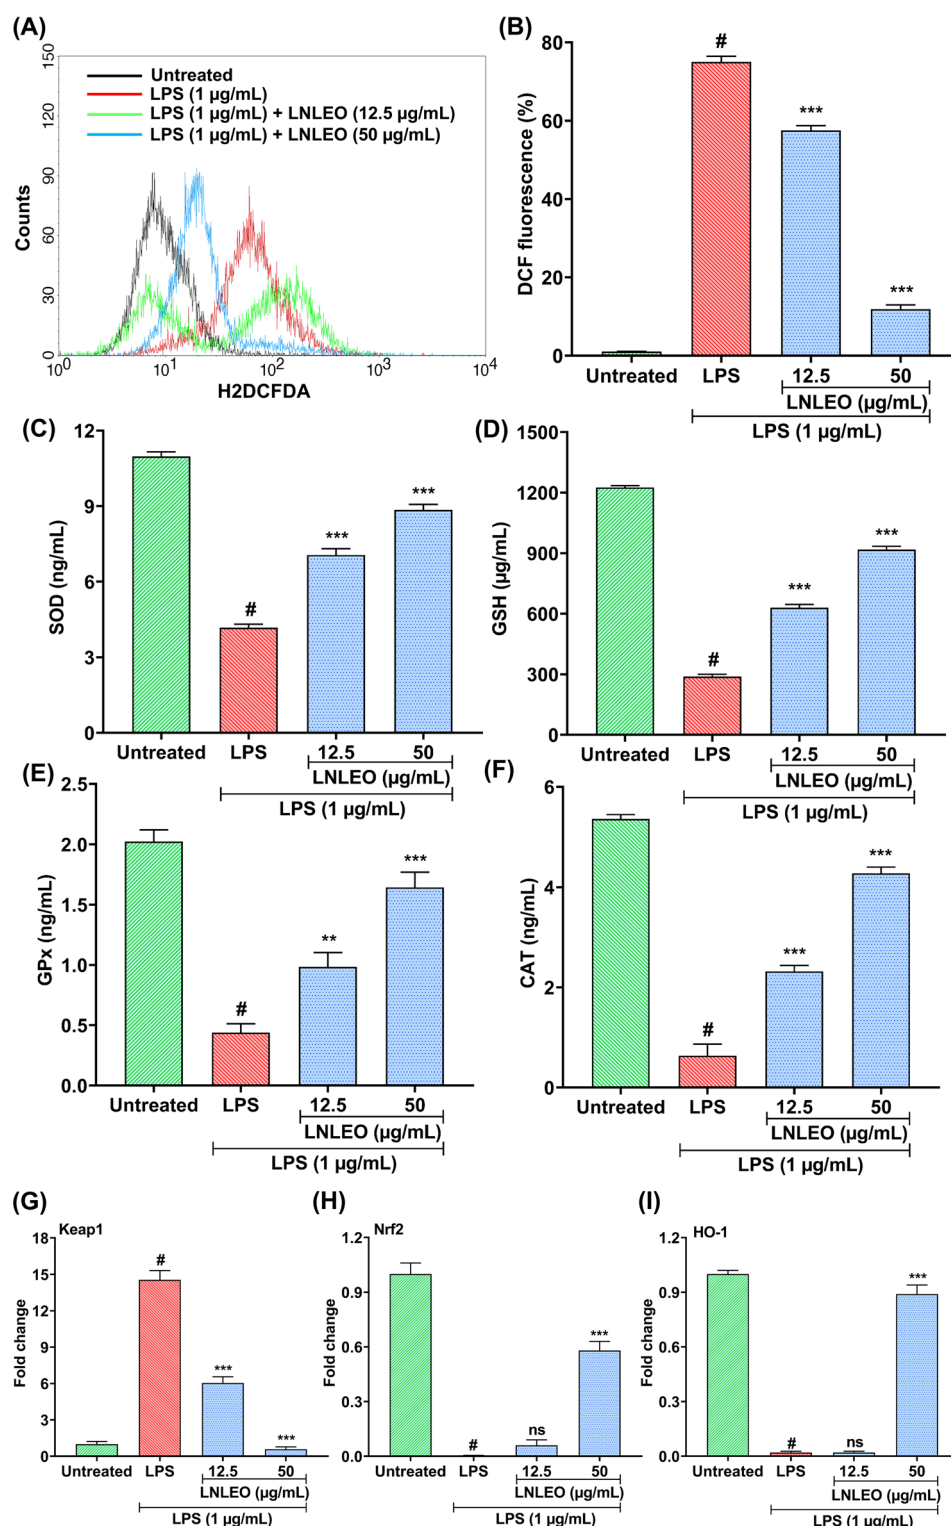 (A)
150
120
90
60
30
0
Counts
Untreated
LPS (1 µg/mL)
LPS (1 µg/mL) + LNLEO (12.5 µg/mL)
LPS (1 µg/mL) + LNLEO (50 µg/mL)
10⁰ 10¹ 10² 10³ 10⁴
H2DCFDA
(B)
80
60
40
20
0
DCF fluorescence (%)
#
***
***
Untreated LPS 12.5 50
LNLEO (µg/mL)
LPS (1 µg/mL)
(C)
12
9
6
3
0
SOD (ng/mL)
#
***
***
Untreated LPS 12.5 50
LNLEO (µg/mL)
LPS (1 µg/mL)
(D)
1500
1200
900
600
300
0
GSH (µg/mL)
#
***
***
Untreated LPS 12.5 50
LNLEO (µg/mL)
LPS (1 µg/mL)
(E)
2.5
2.0
1.5
1.0
0.5
0.0
GPx (ng/mL)
#
**
***
Untreated LPS 12.5 50
LNLEO (µg/mL)
LPS (1 µg/mL)
(F)
6
4
2
0
CAT (ng/mL)
#
***
***
Untreated LPS 12.5 50
LNLEO (µg/mL)
LPS (1 µg/mL)
(G)
Keap1
18
15
12
9
6
3
0
Fold change
#
***
***
Untreated LPS 12.5 50
LNLEO (µg/mL)
LPS (1 µg/mL)
(H)
Nrf2
1.2
0.9
0.6
0.3
0.0
Fold change
#
ns
***
Untreated LPS 12.5 50
LNLEO (µg/mL)
LPS (1 µg/mL)
(I)
HO-1
1.2
0.9
0.6
0.3
0.0
Fold change
#
ns
***
Untreated LPS 12.5 50
LNLEO (µg/mL)
LPS (1 µg/mL)